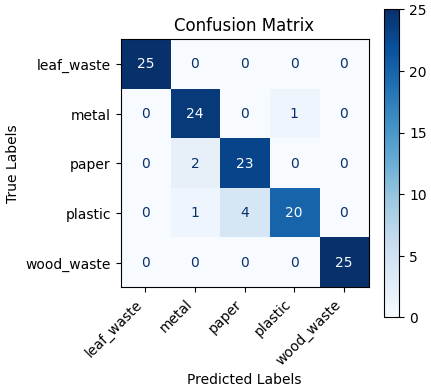 Confusion Matrix
True Labels
leaf_waste 25 0 0 0 0
metal 0 24 0 1 0
paper 0 2 23 0 0
plastic 0 1 4 20 0
wood_waste 0 0 0 0 25
leaf_waste metal paper plastic wood_waste
Predicted Labels
25
20
15
10
5
0